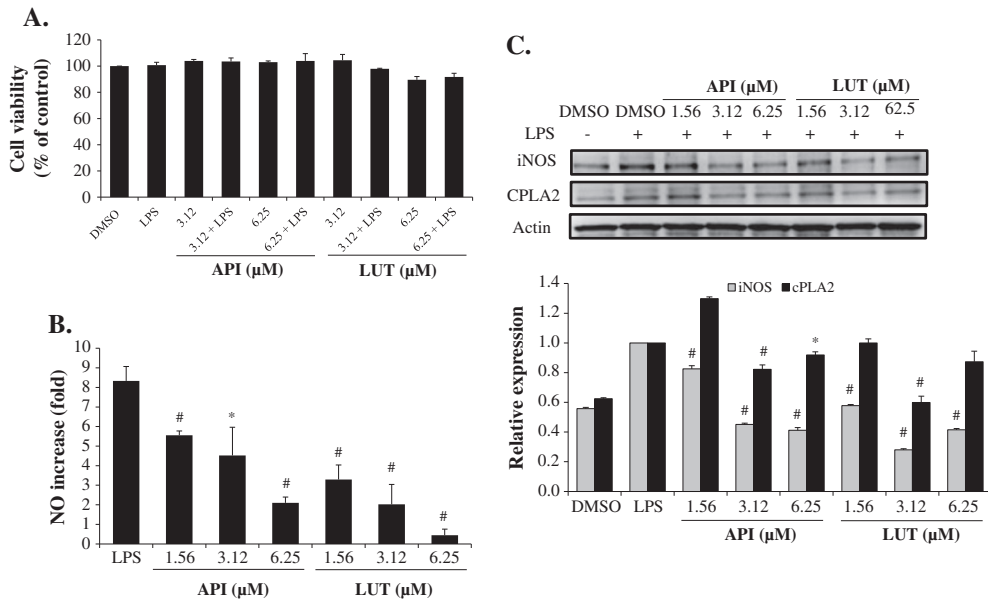 A.
Cell viability
(% of control)
120
100
80
60
40
20
0
DMSO
LPS
3.12
3.12 + LPS
6.25
6.25 + LPS
3.12
3.12 + LPS
6.25
6.25 + LPS
API (µM)
LUT (µM)
B.
NO increase (fold)
10
9
8
7
6
5
4
3
2
1
0
#
*
#
#
#
#
LPS
1.56
3.12
6.25
1.56
3.12
6.25
API (µM)
LUT (µM)
C.
API (µM)
LUT (µM)
DMSO DMSO 1.56 3.12 6.25 1.56 3.12 62.5
LPS - + + + + + + +
iNOS
CPLA2
Actin
iNOS cPLA2
Relative expression
1.4
1.2
1.0
0.8
0.6
0.4
0.2
0.0
#
#
#
#
*
#
#
#
#
DMSO
LPS
1.56
3.12
6.25
1.56
3.12
6.25
API (µM)
LUT (µM)